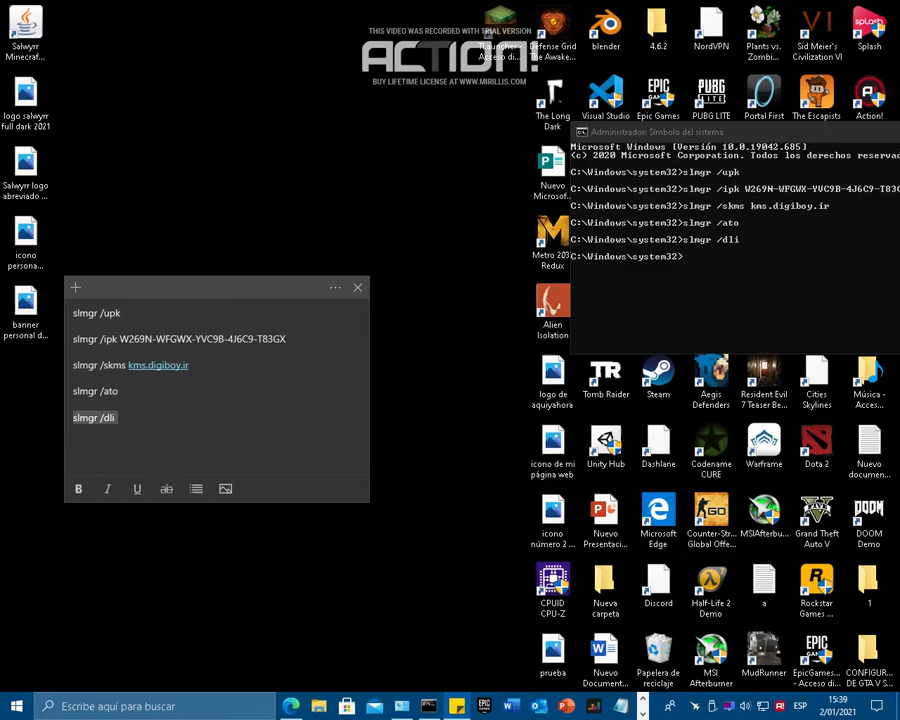 THIS VIDEO WAS RECORDED WITH TRIAL VERSION
ACTION!
BUY LIFETIME LICENSE AT WWW.MIRILLIS.COM
Salwyrr
Minecraf...
logo salwyrr
full dark 2021
Salwyrr logo
abreviado ...
icono
persona...
banner
personal d...
TLauncher-
Acceso di...
Defense Grid
The Awake...
blender
4.6.2
NordVPN
Plants vs.
Zombi...
Sid Meier's
Civilization VI
Splash
The Long
Dark
Visual Studio
Epic Games
PUBG LITE
Portal First
The Escapists
Action!
Nuevo
Microsof...
Metro 2033
Redux
Alien
Isolation
Administrador: Símbolo del sistema
Microsoft Windows [Versión 10.0.19042.685]
(c) 2020 Microsoft Corporation. Todos los derechos reservad
C:\Windows\system32>slmgr /upk
C:\Windows\system32>slmgr /ipk W269N-WFGWX-YVC9B-4J6C9-T83G
C:\Windows\system32>slmgr /skms kms.digiboy.ir
C:\Windows\system32>slmgr /ato
C:\Windows\system32>slmgr /dli
C:\Windows\system32>
slmgr /upk
slmgr /ipk W269N-WFGWX-YVC9B-4J6C9-T83GX
slmgr /skms kms.digiboy.ir
slmgr /ato
slmgr /dli
B I U ab
logo de
aquiyahora
Tomb Raider
Steam
Aegis
Defenders
Resident Evil
7 Teaser Be...
Cities
Skylines
Música -
Acces...
icono de mi
página web
Unity Hub
Dashlane
Codename
CURE
Warframe
Dota 2
Nuevo
documen...
icono
número 2 ...
Nuevo
Presentaci...
Microsoft
Edge
Counter-Str...
Global Offe...
MSIAfterbu...
Grand Theft
Auto V
DOOM
Demo
CPUID
CPU-Z
Nueva
carpeta
Discord
Half-Life 2
Demo
a
Rockstar
Games
1
prueba
Nuevo
Document...
Papelera de
reciclaje
MSI
Afterburner
MudRunner
EpicGames...
- Acceso di...
CONFIGUR...
DE GTA V S...
Escribe aquí para buscar
ESP
15:39
2/01/2021